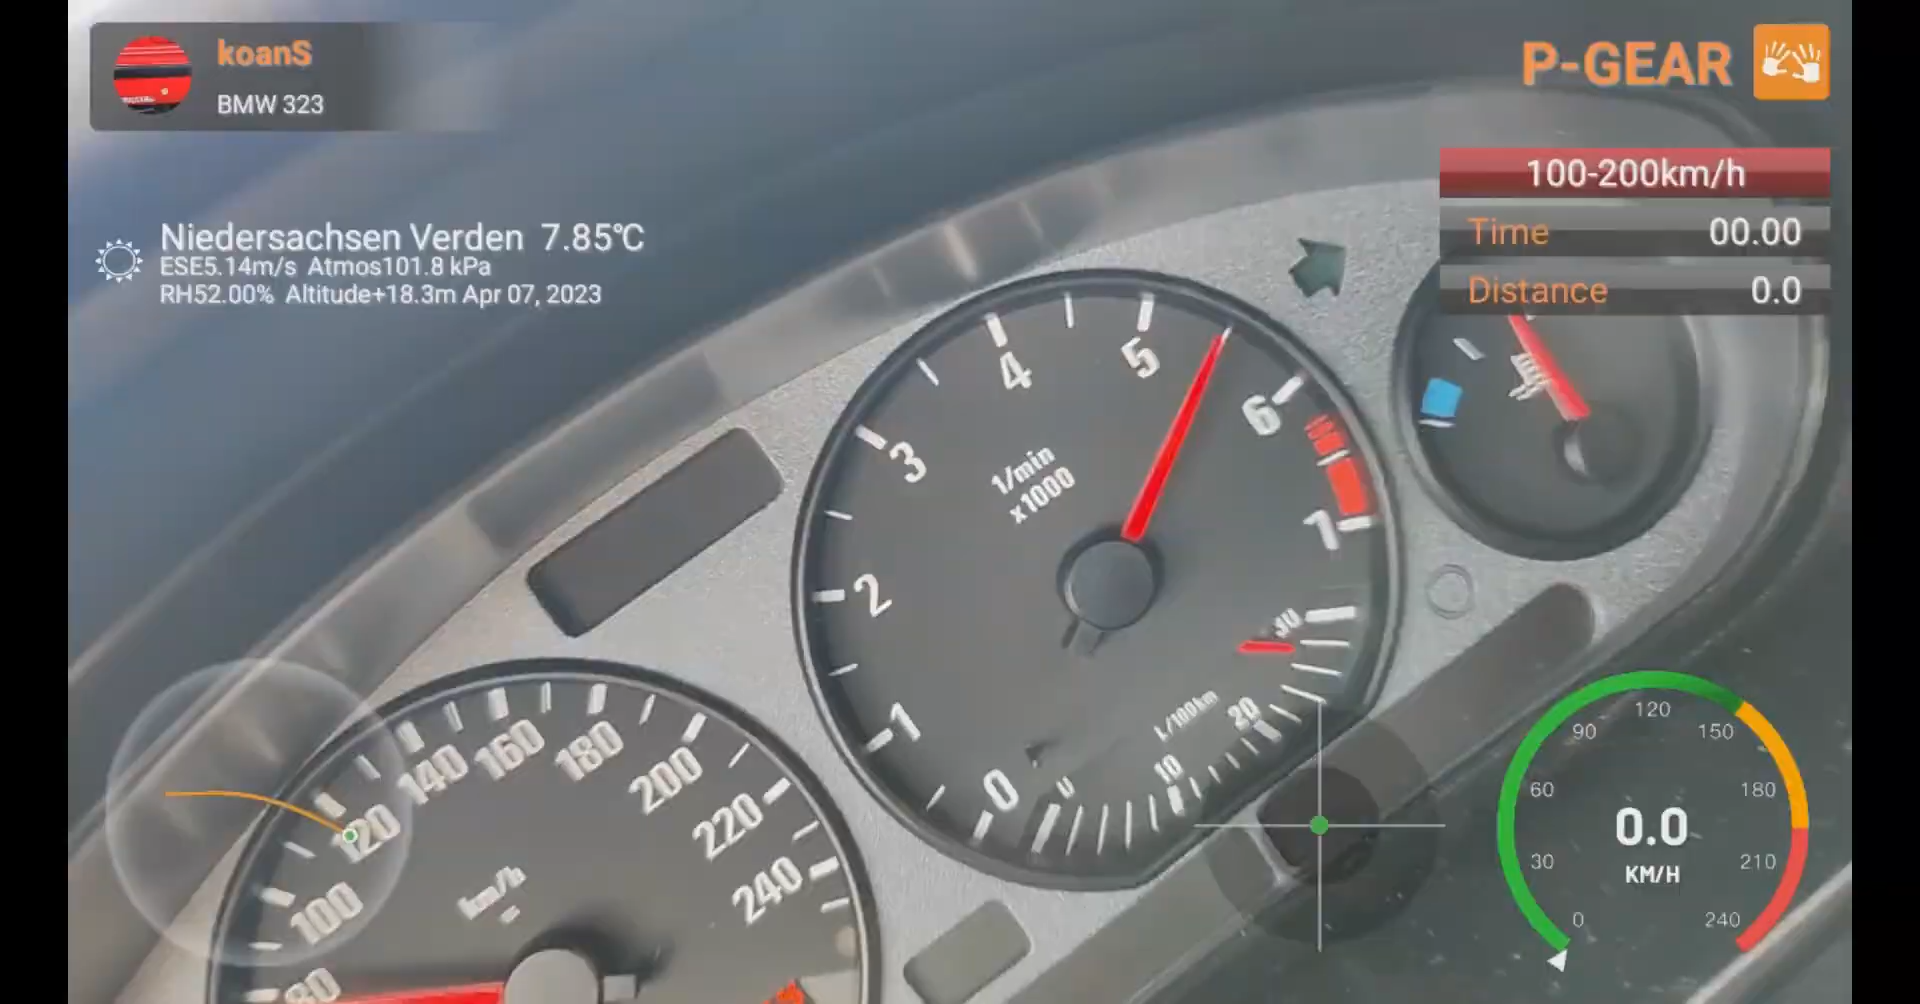 koanS
BMW 323
P-GEAR
100-200km/h
Time 00.00
Distance 0.0
Niedersachsen Verden 7.85℃
ESE5.14m/s Atmos101.8 kPa
RH52.00% Altitude+18.3m Apr 07, 2023
0 1 2 3 4 5 6 7
1/min
x1000
0 10 20 30
L/100km
80 100 120 140 160 180 200 220 240
km/h
0 30 60 90 120 150 180 210 240
0.0
KM/H